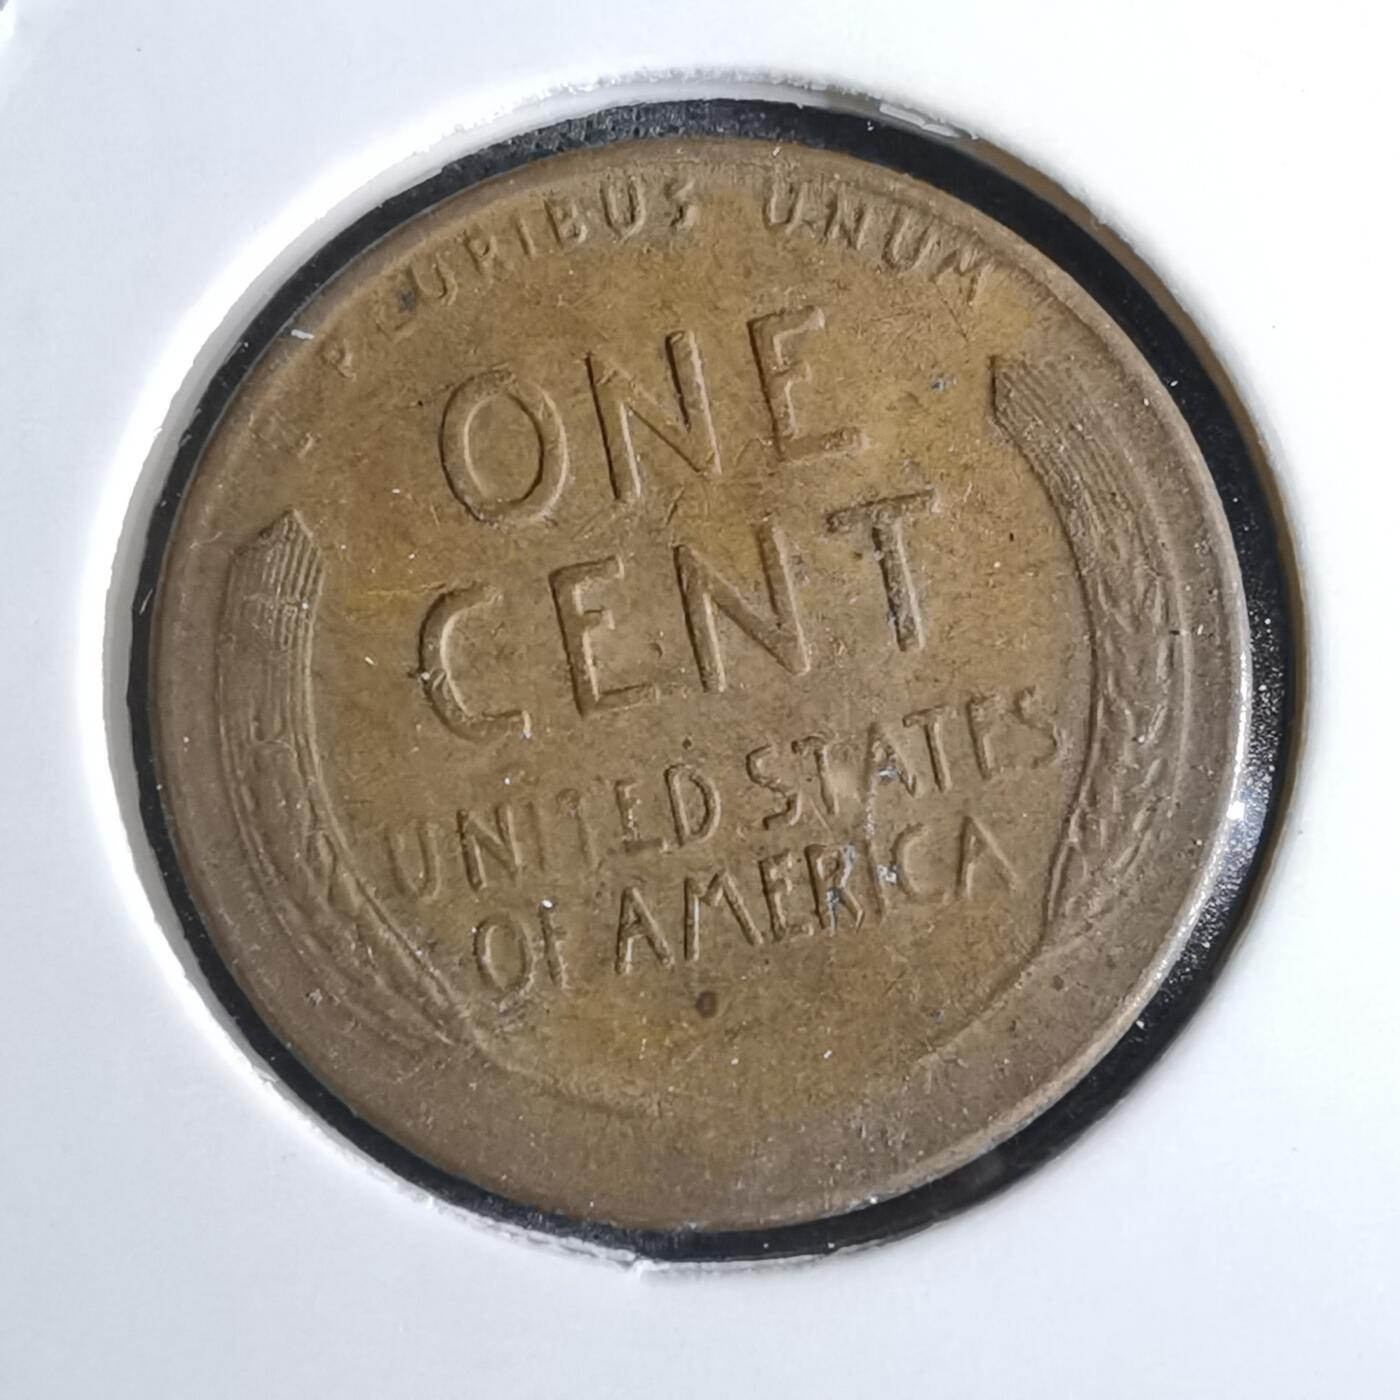 E PLURIBUS UNUM
ONE
CENT
UNITED STATES
OF AMERICA